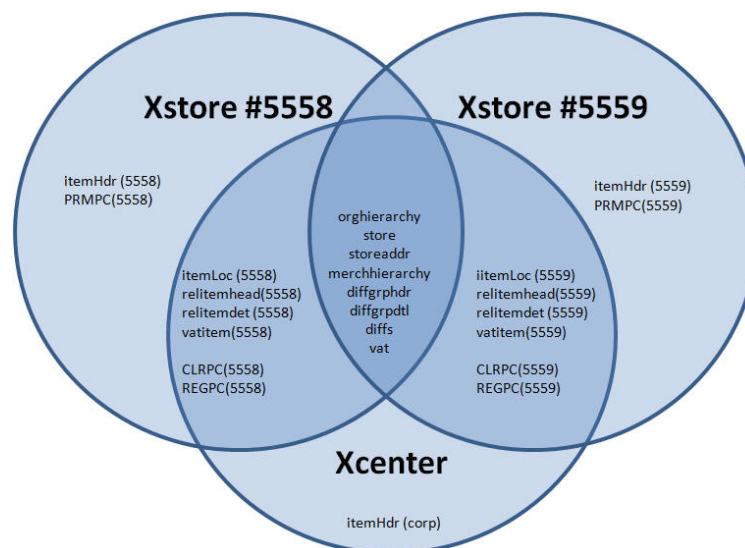 Xstore #5558
Xstore #5559
itemHdr (5558)
PRMPC(5558)
itemHdr (5559)
PRMPC(5559)
orghierarchy
store
storeaddr
merchhierarchy
diffgrphdr
diffgrpdtl
diffs
vat
itemLoc (5558)
relitemhead(5558)
relitemdet (5558)
vatitem(5558)
CLRPC(5558)
REGPC(5558)
iitemLoc (5559)
relitemhead(5559)
relitemdet (5559)
vatitem(5559)
CLRPC(5559)
REGPC(5559)
Xcenter
itemHdr (corp)